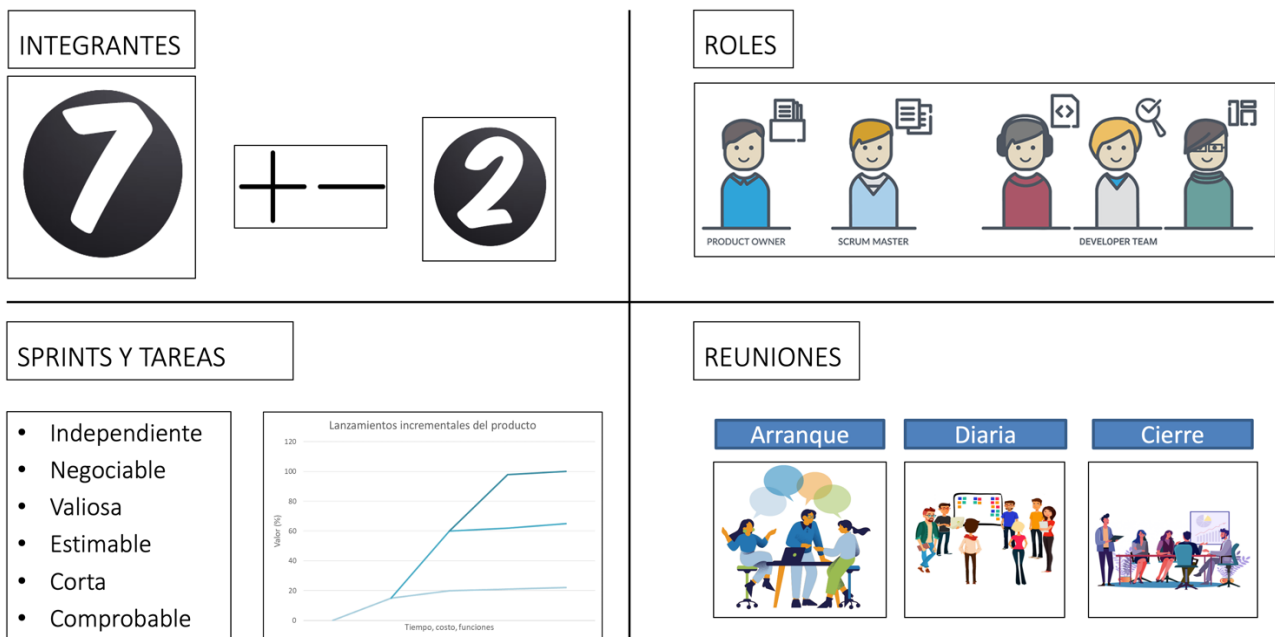 INTEGRANTES
7
+ −
2
ROLES
PRODUCT OWNER
SCRUM MASTER
DEVELOPER TEAM
SPRINTS Y TAREAS
• Independiente
• Negociable
• Valiosa
• Estimable
• Corta
• Comprobable
Lanzamientos incrementales del producto
120
100
80
60
40
20
0
Valor (%)
Tiempo, costo, funciones
REUNIONES
Arranque
Diaria
Cierre